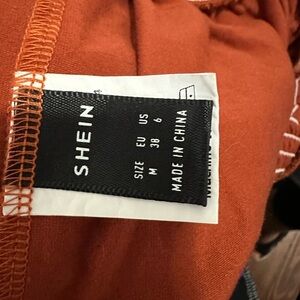 SHEIN
SIZE EU US
M 38 6
MADE IN CHINA